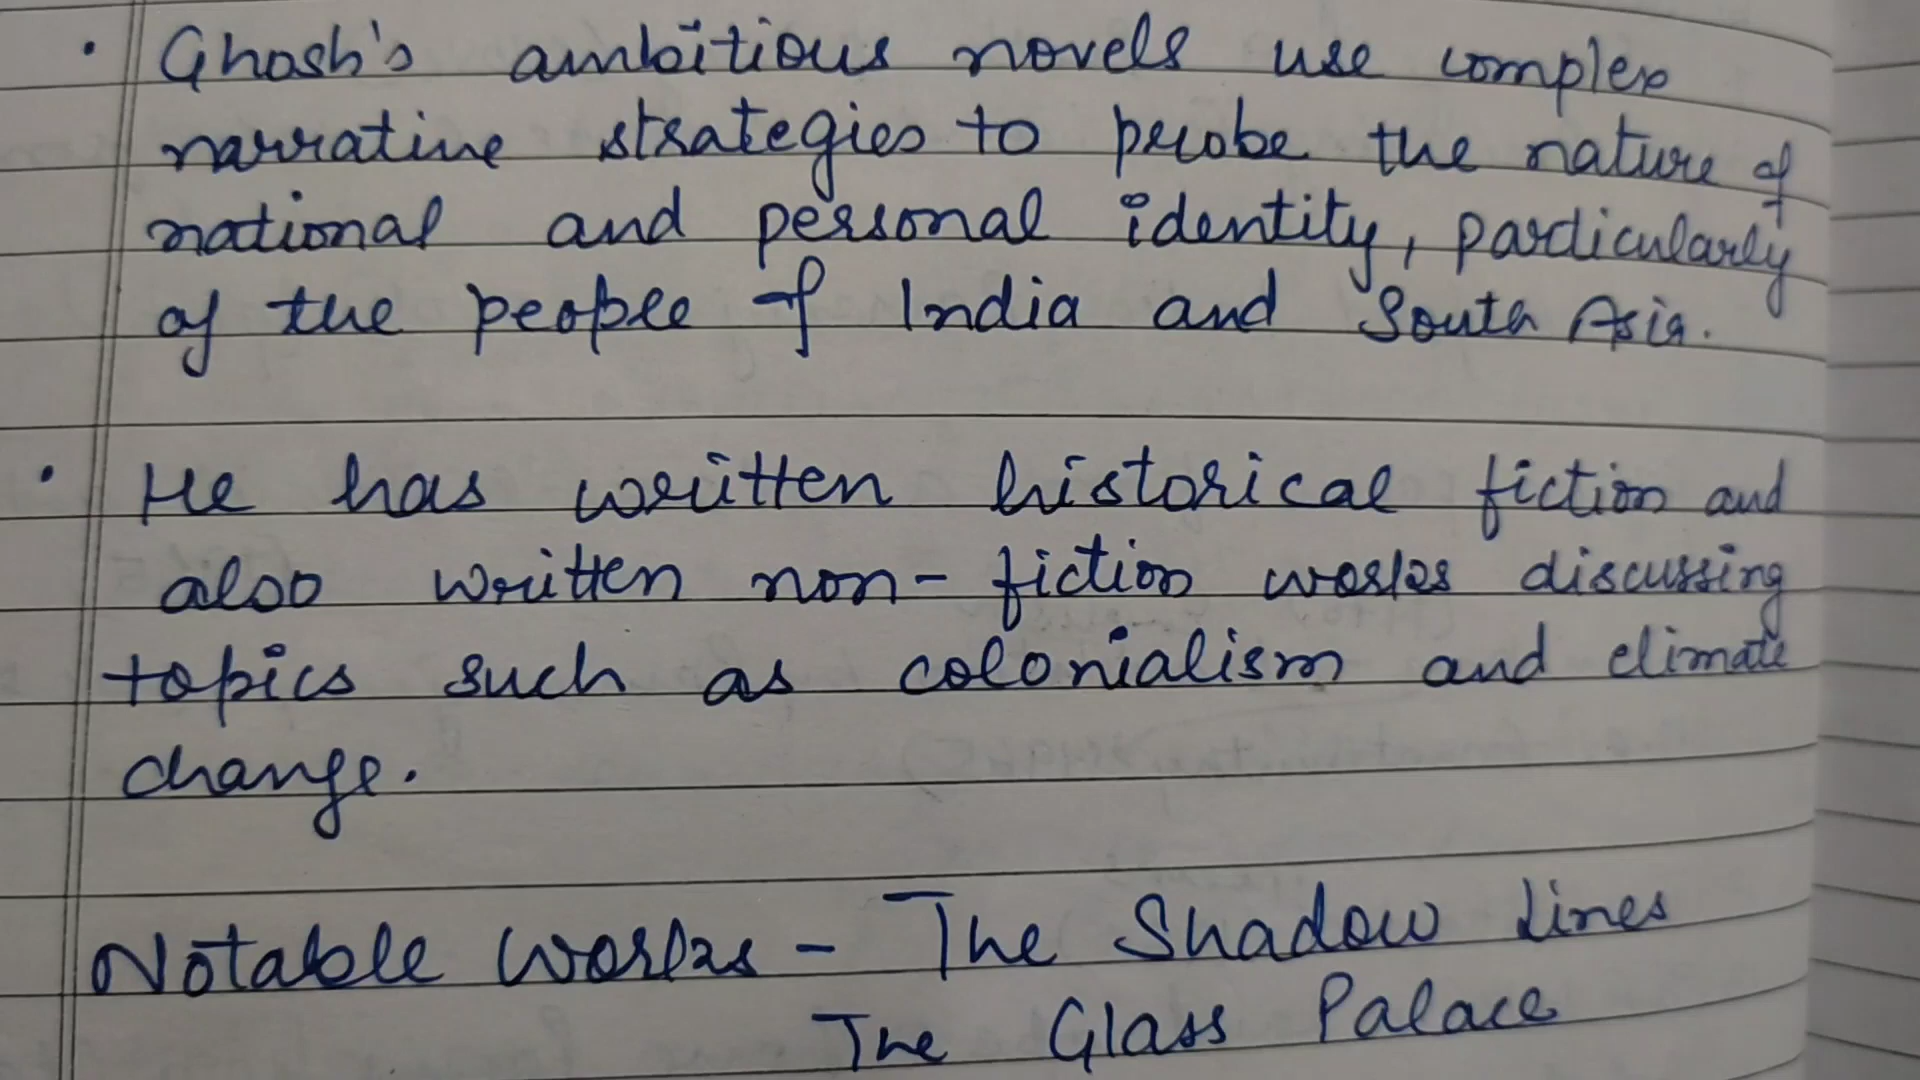 • Ghosh's ambitious novels use complex
narrative strategies to probe the nature of
national and personal identity, particularly
of the people of India and South Asia.
• He has written historical fiction and
also written non-fiction works discussing
topics such as colonialism and climate
change.
Notable Works - The Shadow Lines
The Glass Palace